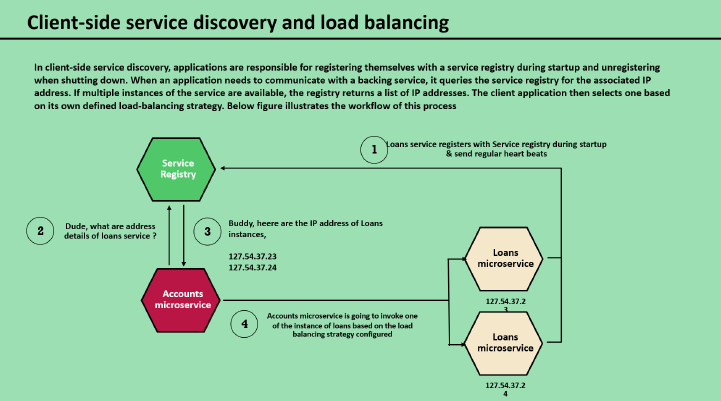 Client-side service discovery and load balancing
In client-side service discovery, applications are responsible for registering themselves with a service registry during startup and unregistering
when shutting down. When an application needs to communicate with a backing service, it queries the service registry for the associated IP
address. If multiple instances of the service are available, the registry returns a list of IP addresses. The client application then selects one based
on its own defined load-balancing strategy. Below figure illustrates the workflow of this process
1
Loans service registers with Service registry during startup
& send regular heart beats
Service
Registry
2
Dude, what are address
details of loans service ?
3
Buddy, heere are the IP address of Loans
instances,
127.54.37.23
127.54.37.24
Loans
microservice
127.54.37.2
3
Accounts
microservice
4
Accounts microservice is going to invoke one
of the instance of loans based on the load
balancing strategy configured
Loans
microservice
127.54.37.2
4